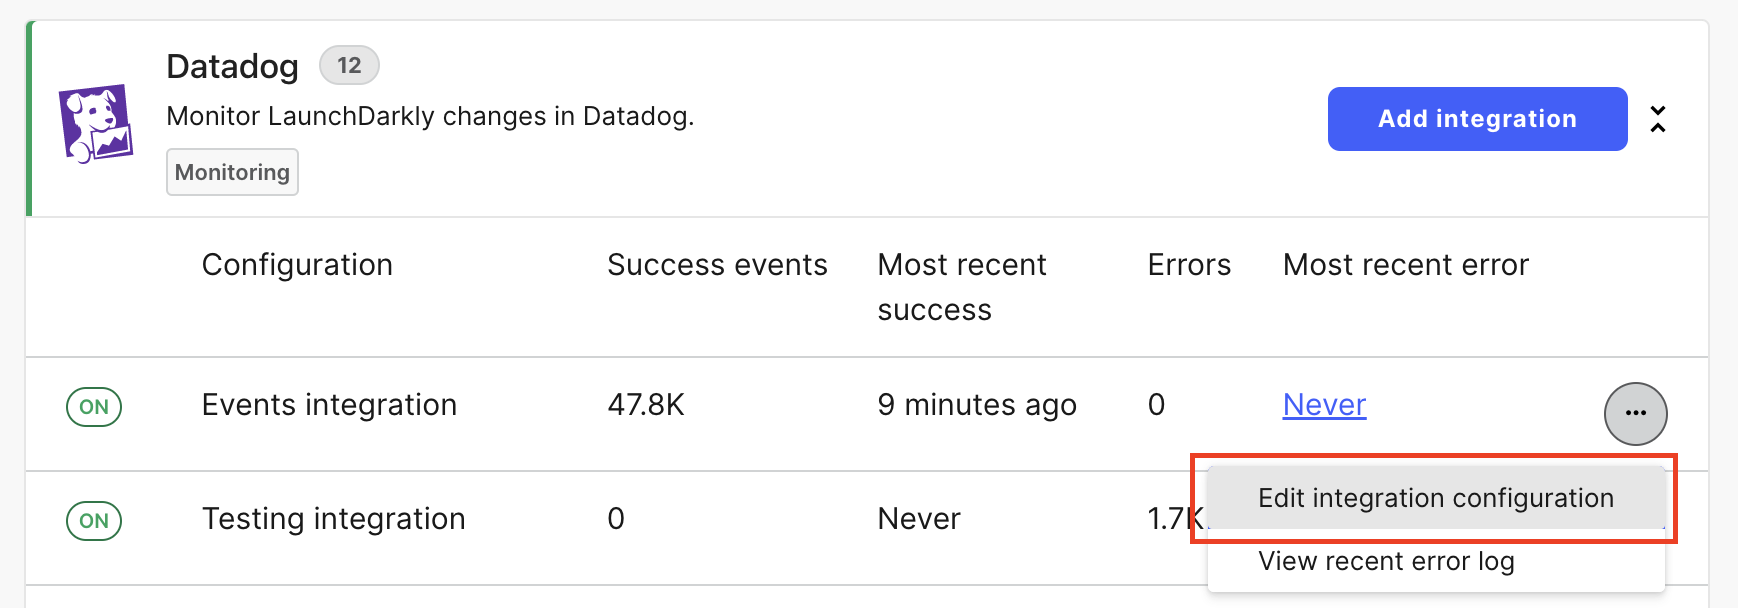 Datadog 12
Monitor LaunchDarkly changes in Datadog.
Monitoring
Add integration
Configuration Success events Most recent success Errors Most recent error
ON Events integration 47.8K 9 minutes ago 0 Never ...
Edit integration configuration
ON Testing integration 0 Never 1.7K
View recent error log